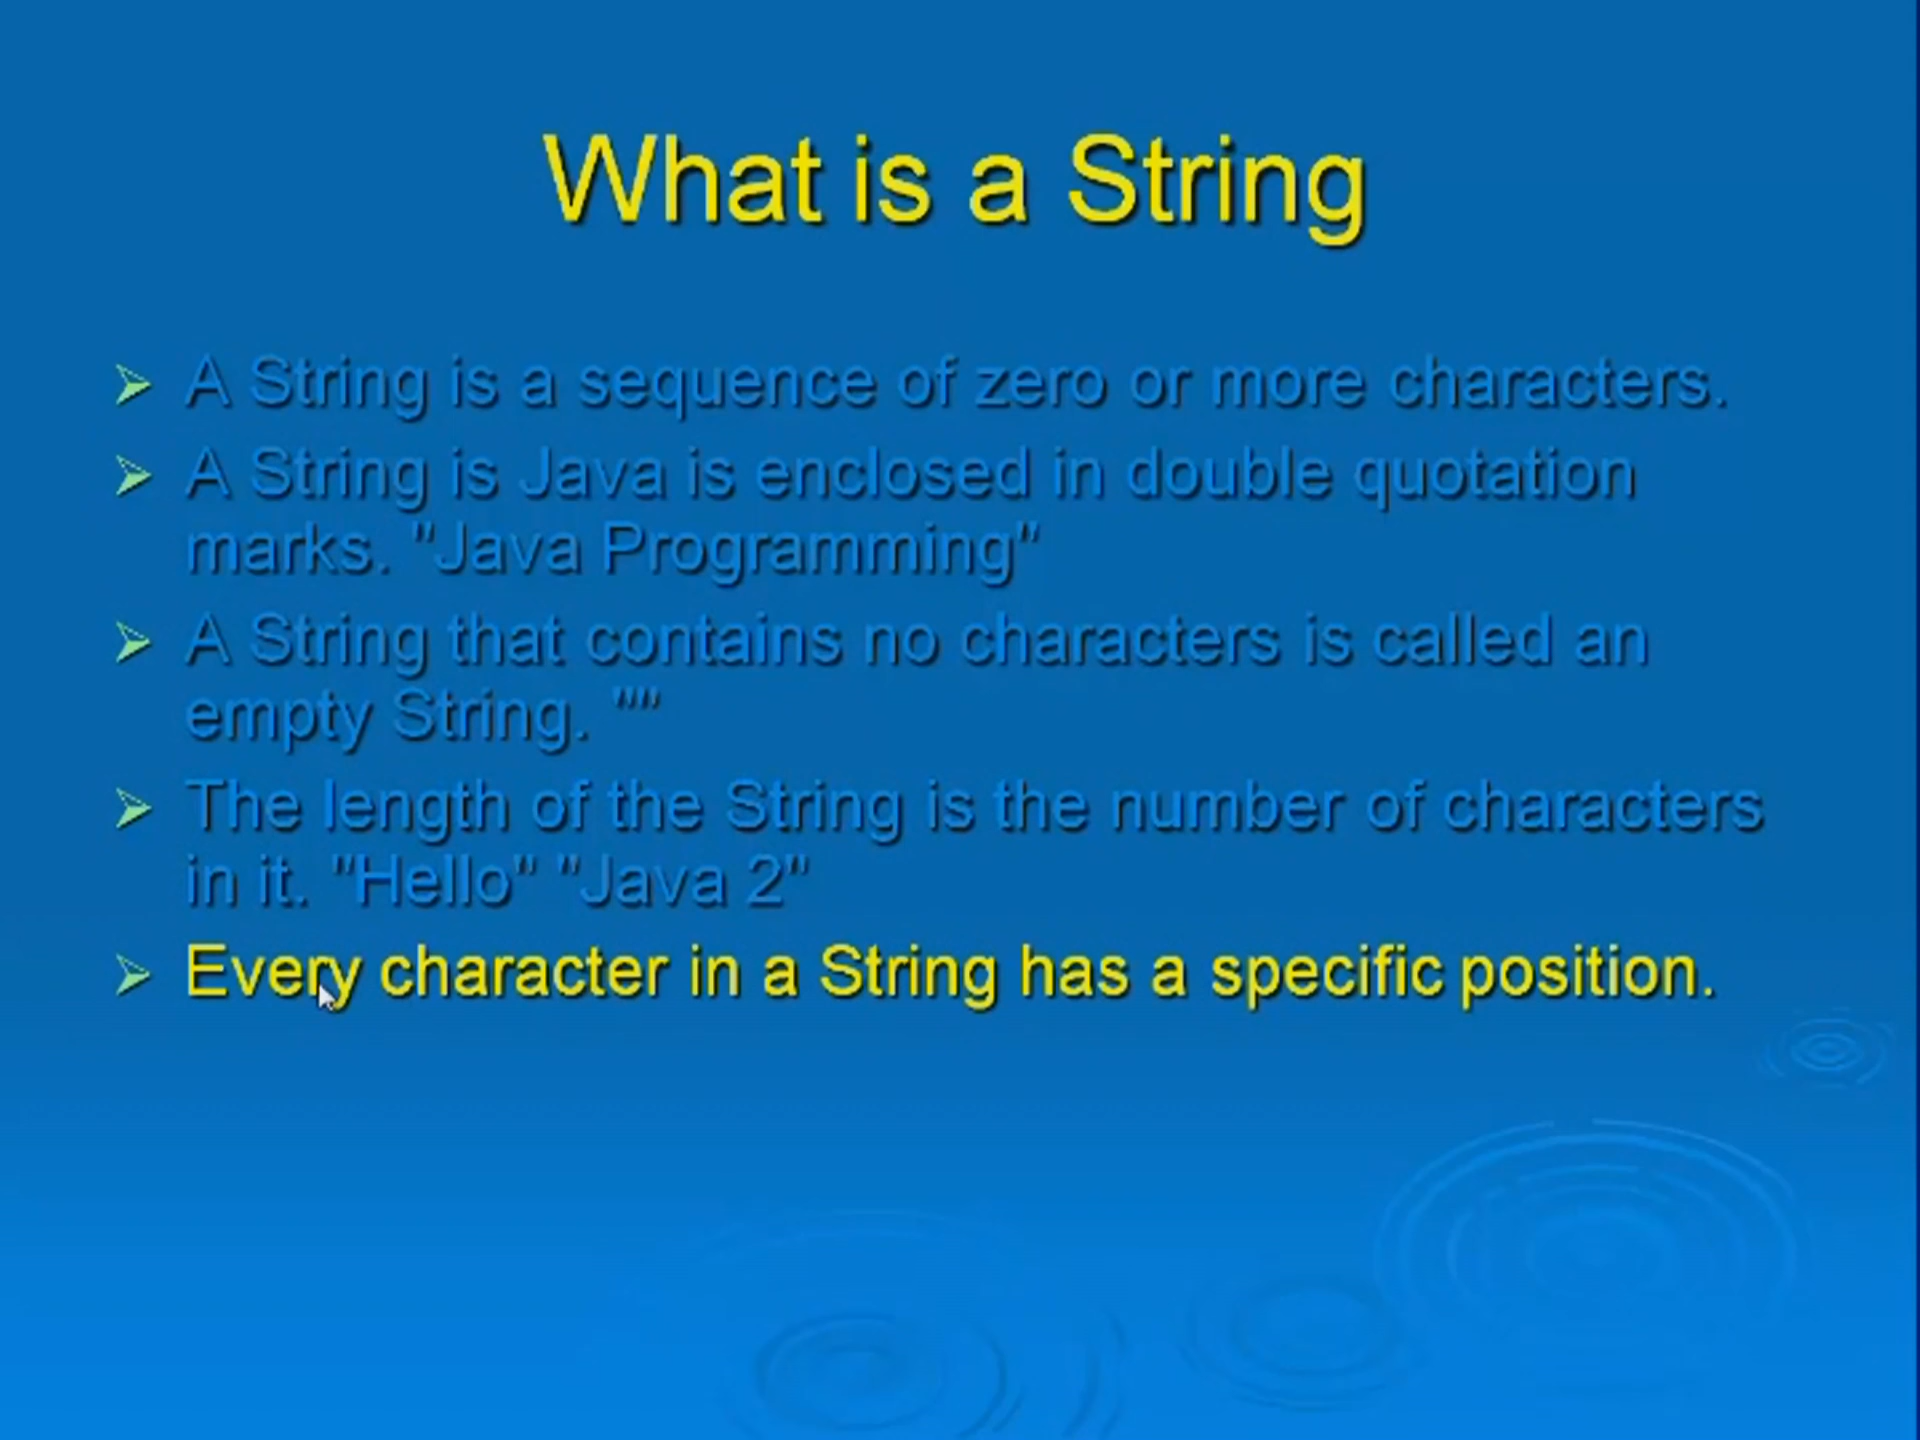 What is a String
A String is a sequence of zero or more characters.
A String is Java is enclosed in double quotation
marks. "Java Programming"
A String that contains no characters is called an
empty String. ""
The length of the String is the number of characters
in it. "Hello" "Java 2"
Every character in a String has a specific position.